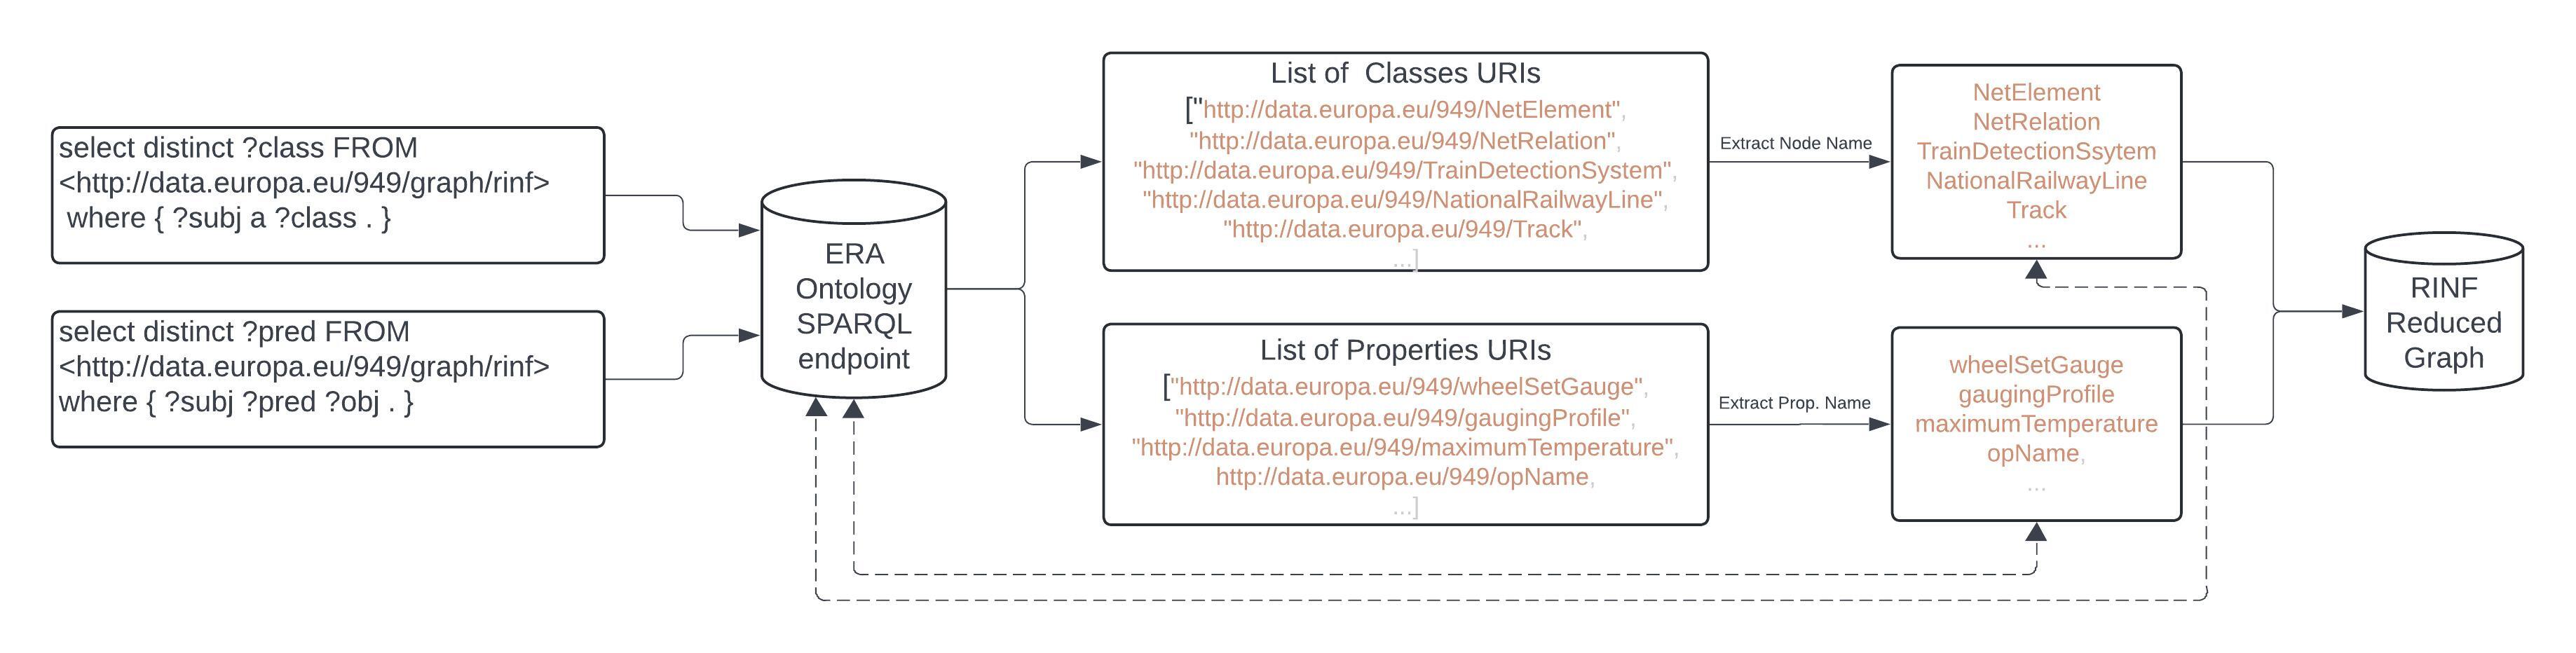 select distinct ?class FROM
<http://data.europa.eu/949/graph/rinf>
where { ?subj a ?class . }
select distinct ?pred FROM
<http://data.europa.eu/949/graph/rinf>
where { ?subj ?pred ?obj . }
ERA
Ontology
SPARQL
endpoint
List of  Classes URIs
["http://data.europa.eu/949/NetElement",
"http://data.europa.eu/949/NetRelation",
"http://data.europa.eu/949/TrainDetectionSystem",
"http://data.europa.eu/949/NationalRailwayLine",
"http://data.europa.eu/949/Track",
...]
List of Properties URIs
["http://data.europa.eu/949/wheelSetGauge",
"http://data.europa.eu/949/gaugingProfile",
"http://data.europa.eu/949/maximumTemperature",
http://data.europa.eu/949/opName,
...]
Extract Node Name
Extract Prop. Name
NetElement
NetRelation
TrainDetectionSsytem
NationalRailwayLine
Track
...
wheelSetGauge
gaugingProfile
maximumTemperature
opName,
...
RINF
Reduced
Graph